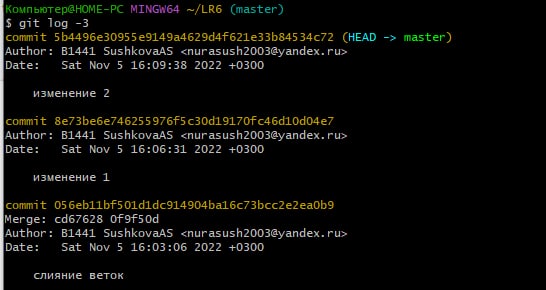 Компьютер@HOME-PC MINGW64 ~/LR6 (master)
$ git log -3
commit 5b4496e30955e9149a4629d4f621e33b84534c72 (HEAD -> master)
Author: B1441 SushkovaAS <nurasush2003@yandex.ru>
Date:   Sat Nov 5 16:09:38 2022 +0300
изменение 2
commit 8e73be6e746255976f5c30d19170fc46d10d04e7
Author: B1441 SushkovaAS <nurasush2003@yandex.ru>
Date:   Sat Nov 5 16:06:31 2022 +0300
изменение 1
commit 056eb11bf501d1dc914904ba16c73bcc2e2ea0b9
Merge: cd67628 0f9f50d
Author: B1441 SushkovaAS <nurasush2003@yandex.ru>
Date:   Sat Nov 5 16:03:06 2022 +0300
слияние веток